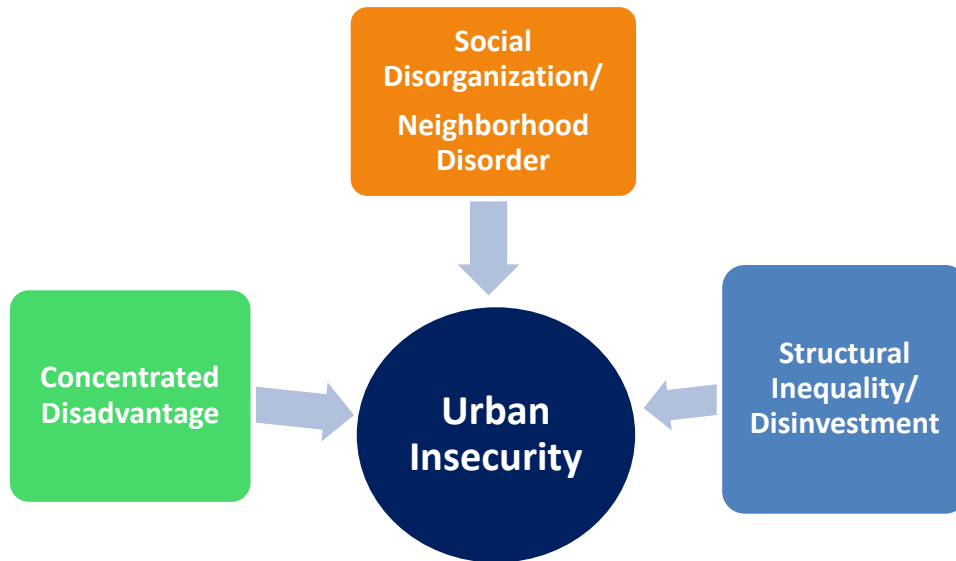 Social
Disorganization/
Neighborhood
Disorder
Concentrated
Disadvantage
Urban
Insecurity
Structural
Inequality/
Disinvestment